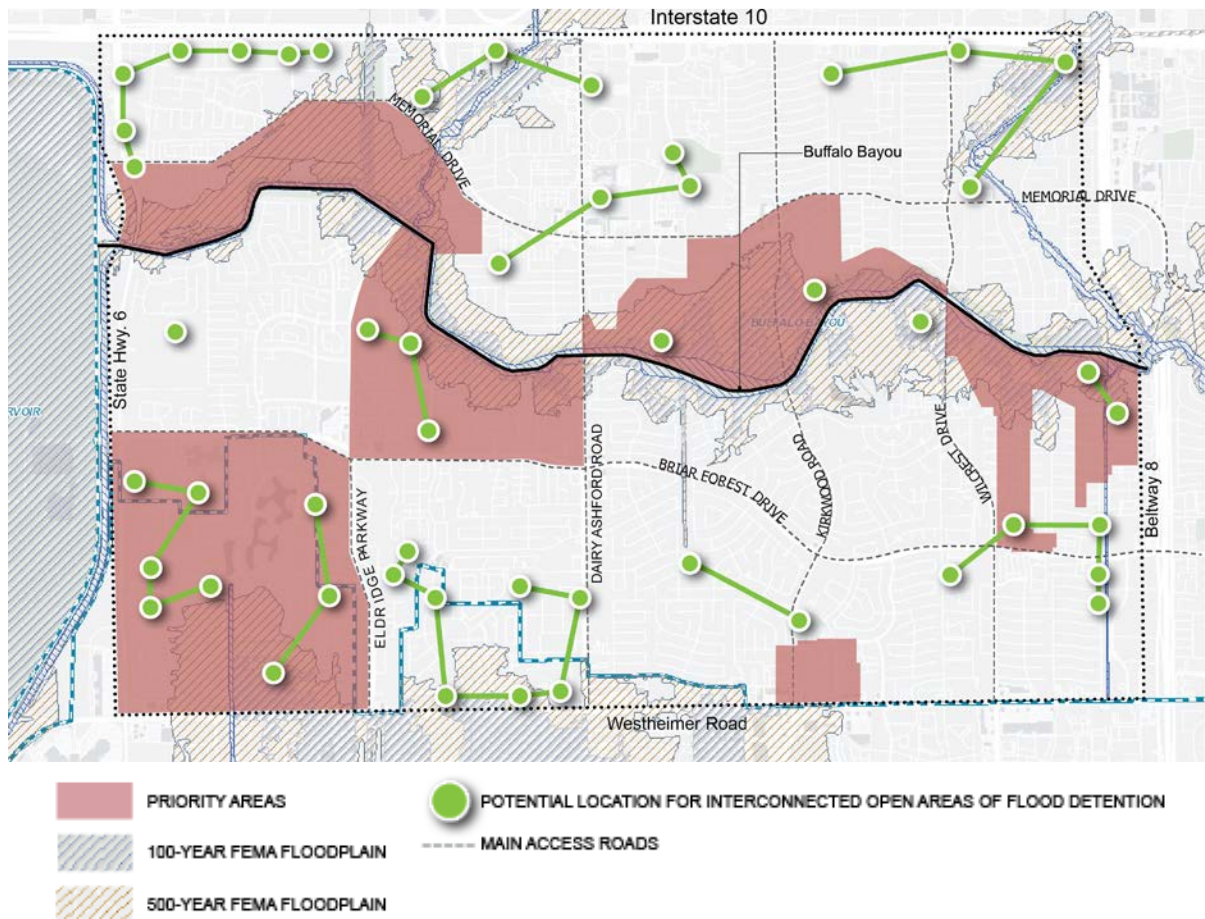 Interstate 10
MEMORIAL DRIVE
Buffalo Bayou
MEMORIAL DRIVE
State Hwy. 6
BUFFALO BAYOU
RVOIR
ELDRIDGE PARKWAY
DAIRY ASHFORD ROAD
BRIAR FOREST DRIVE
KIRKWOOD ROAD
WILCREST DRIVE
Beltway 8
Westheimer Road
PRIORITY AREAS
POTENTIAL LOCATION FOR INTERCONNECTED OPEN AREAS OF FLOOD DETENTION
100-YEAR FEMA FLOODPLAIN
MAIN ACCESS ROADS
500-YEAR FEMA FLOODPLAIN